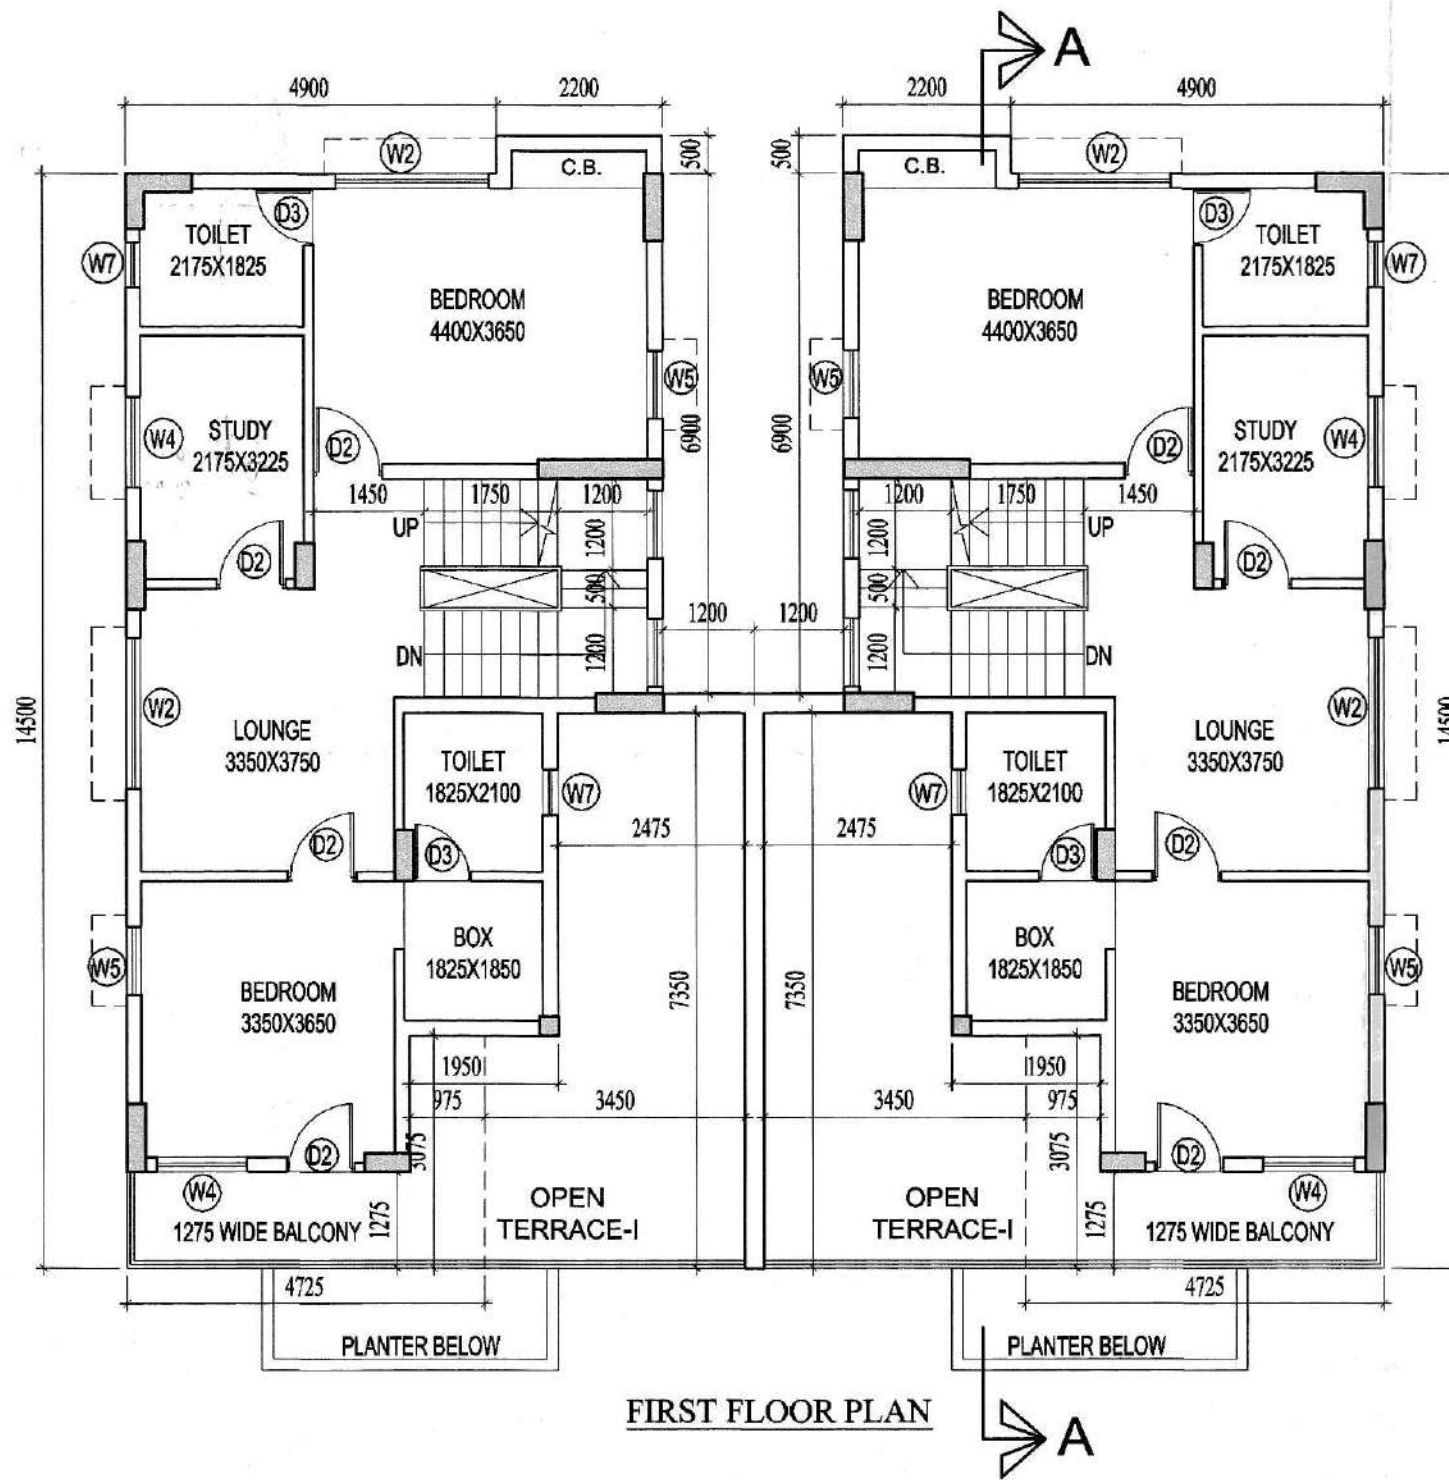 A
4900
2200
2200
4900
W2
W2
500
500
C.B.
C.B.
D3
D3
TOILET
2175X1825
TOILET
2175X1825
W7
W7
BEDROOM
4400X3650
BEDROOM
4400X3650
W5
W5
STUDY
2175X3225
STUDY
2175X3225
W4
W4
D2
D2
6900
6900
1450
1750
1200
1200
1750
1450
UP
UP
1200
1200
D2
D2
500
500
1200
1200
DN
DN
1200
1200
14500
14500
W2
W2
LOUNGE
3350X3750
LOUNGE
3350X3750
TOILET
1825X2100
TOILET
1825X2100
W7
W7
2475
2475
D2
D3
D3
D2
BOX
1825X1850
BOX
1825X1850
W5
W5
BEDROOM
3350X3650
BEDROOM
3350X3650
7350
7350
1950
1950
975
3450
3450
975
3075
3075
D2
D2
W4
W4
1275 WIDE BALCONY
1275
OPEN
TERRACE-I
OPEN
TERRACE-I
1275
1275 WIDE BALCONY
4725
4725
PLANTER BELOW
PLANTER BELOW
FIRST FLOOR PLAN
A